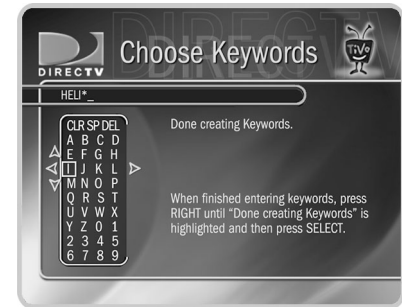 DIRECTV
Choose Keywords
TiVo
DIRECTV
HELI*_
CLR SP DEL
A B C D
E F G H
I J K L
M N O P
Q R S T
U V W X
Y Z 0 1
2 3 4 5
6 7 8 9
Done creating Keywords.
When finished entering keywords, press
RIGHT until "Done creating Keywords" is
highlighted and then press SELECT.